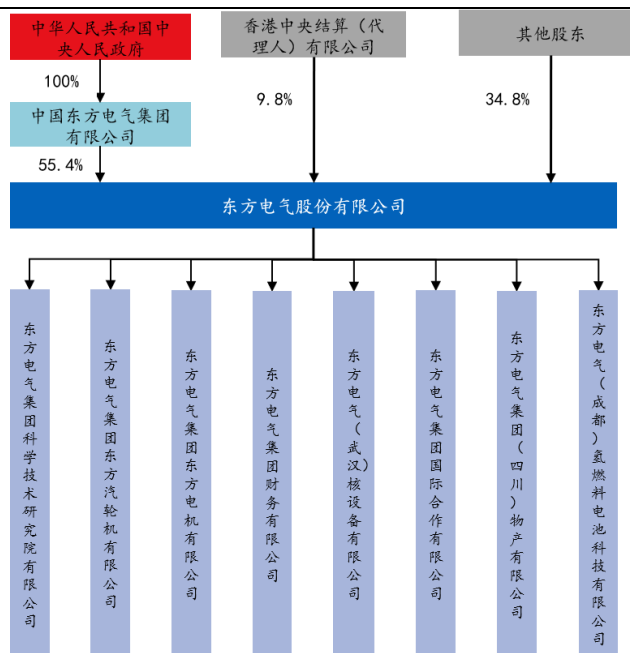 中华人民共和国中
央人民政府
香港中央结算（代
理人）有限公司
其他股东
100%
9.8%
34.8%
中国东方电气集团
有限公司
55.4%
东方电气股份有限公司
东方电气集团科学技术研究院有限公司
东方电气集团东方汽轮机有限公司
东方电气集团东方电机有限公司
东方电气集团财务有限公司
东方电气（武汉）核设备有限公司
东方电气集团国际合作有限公司
东方电气集团（四川）物产有限公司
东方电气（成都）氢燃料电池科技有限公司